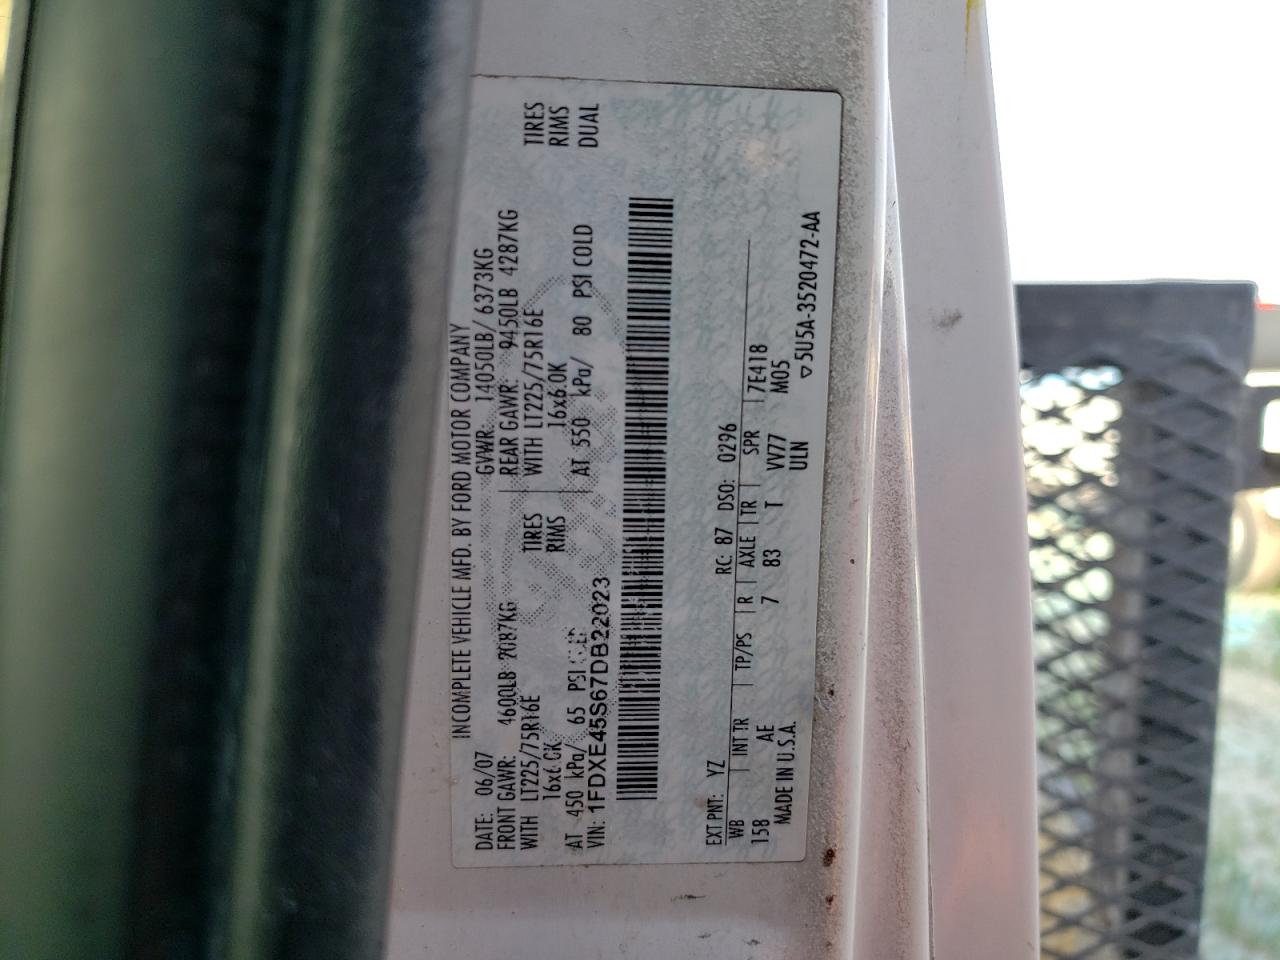 INCOMPLETE VEHICLE MFD. BY FORD MOTOR COMPANY
DATE: 06/07 GVWR: 14050LB/ 6373KG
FRONT GAWR: 4600LB 2087KG REAR GAWR: 9450LB 4287KG
WITH LT225/75R16E TIRES WITH LT225/75R16E TIRES
16x6.0K RIMS 16x6.0K RIMS
AT 450 kPa/ 65 PSI COLD AT 550 kPa/ 80 PSI COLD DUAL
VIN: 1FDXE45S67DB22023
EXT PNT: YZ RC: 87 DSO: 0296
WB INT TR TP/PS R AXLE TR SPR 17E418
158 AE 7 83 T VV77 M05
MADE IN U.S.A. ULN
▽5U5A-3520472-AA